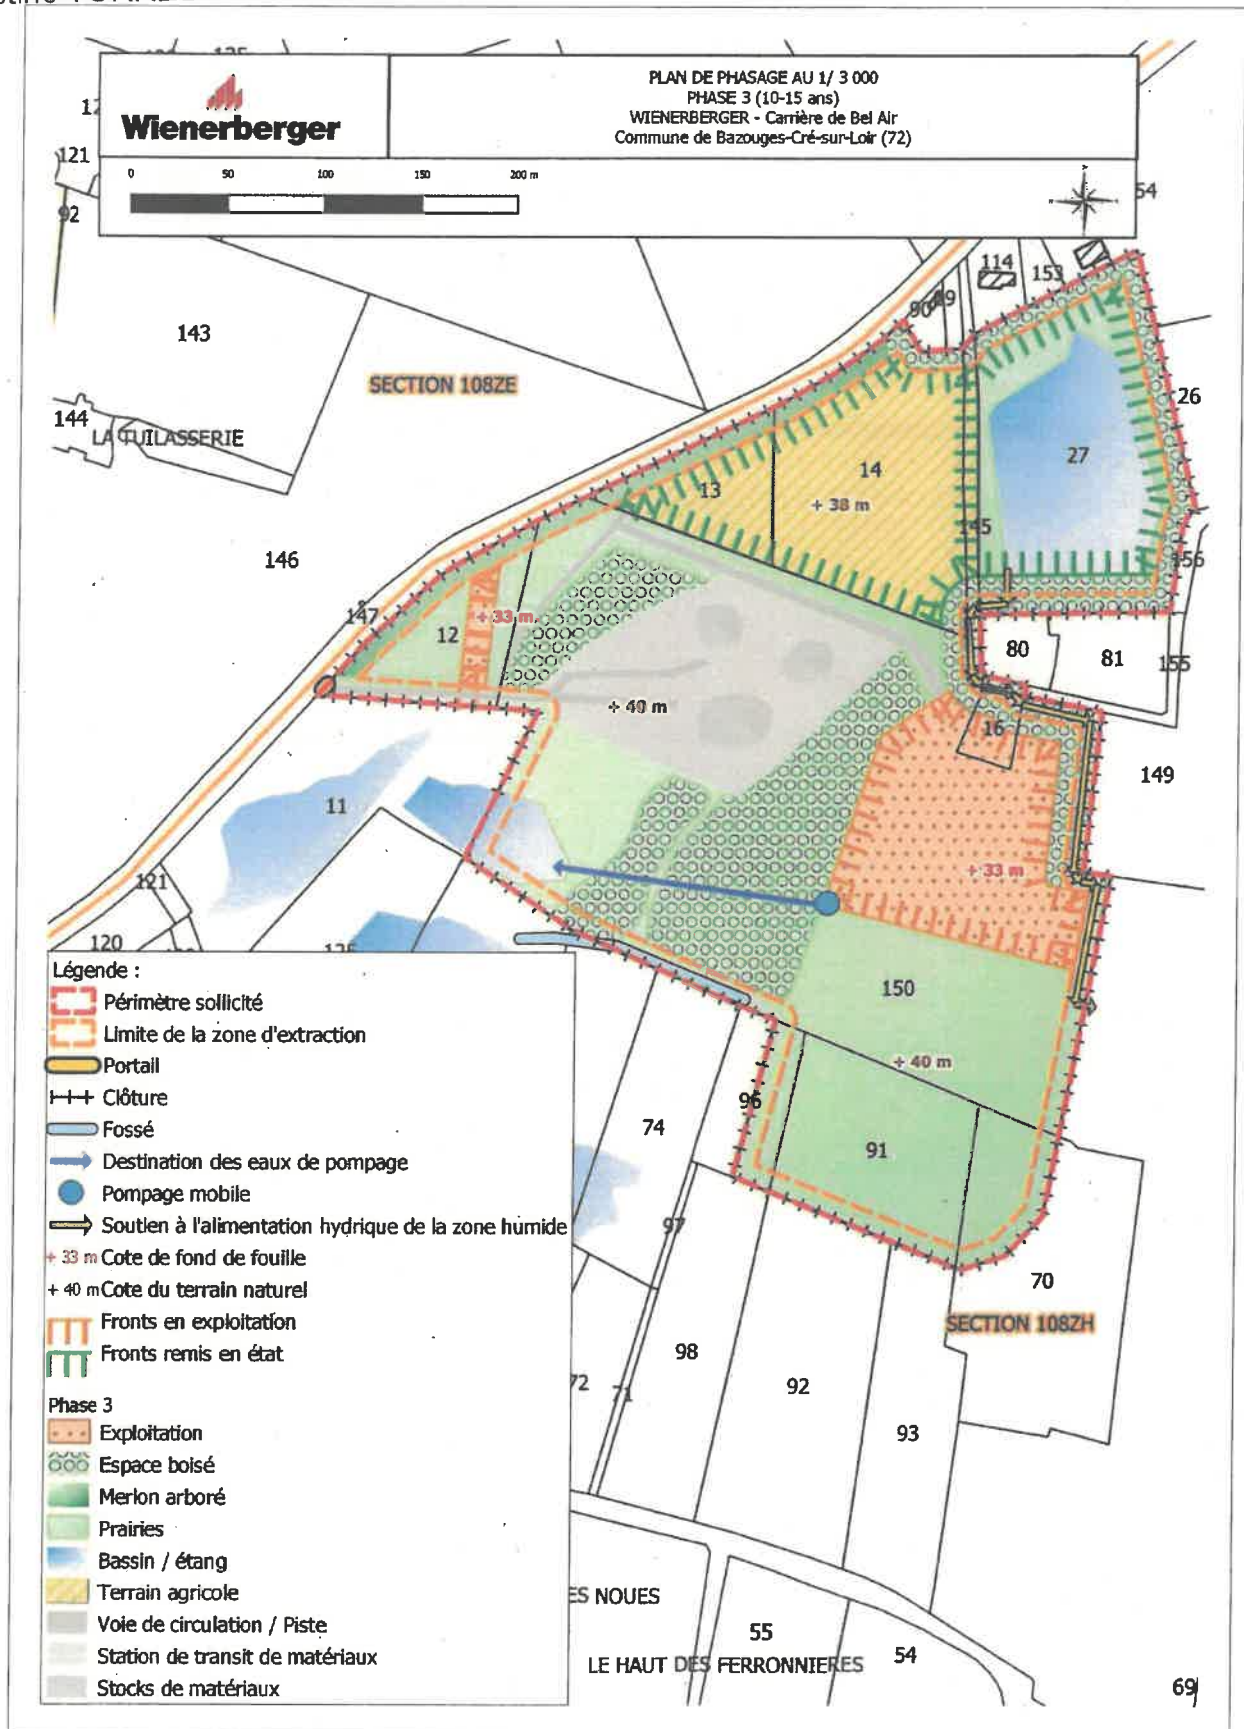 Wienerberger
PLAN DE PHASAGE AU 1/ 3 000
PHASE 3 (10-15 ans)
WIENERBERGER - Carrière de Bel Air
Commune de Bazouges-Cré-sur-Loir (72)
0 50 100 150 200 m
121
92
54
114
153
143
SECTION 108ZE
26
144
LA TUILASSERIE
27
14
13
+ 38 m
145
146
156
147
+ 33 m
12
80
81
155
+ 40 m
16
149
11
+ 33 m
121
120
150
+ 40 m
96
74
91
97
70
SECTION 108ZH
98
92
72
71
93
Légende :
Périmètre sollicité
Limite de la zone d'extraction
Portail
Clôture
Fossé
Destination des eaux de pompage
Pompage mobile
Soutien à l'alimentation hydrique de la zone humide
+ 33 m Cote de fond de fouille
+ 40 m Cote du terrain naturel
Fronts en exploitation
Fronts remis en état
Phase 3
Exploitation
Espace boisé
Merlon arboré
Prairies
Bassin / étang
Terrain agricole
Voie de circulation / Piste
Station de transit de matériaux
Stocks de matériaux
ES NOUES
55
54
LE HAUT DES FERRONNIERES
69